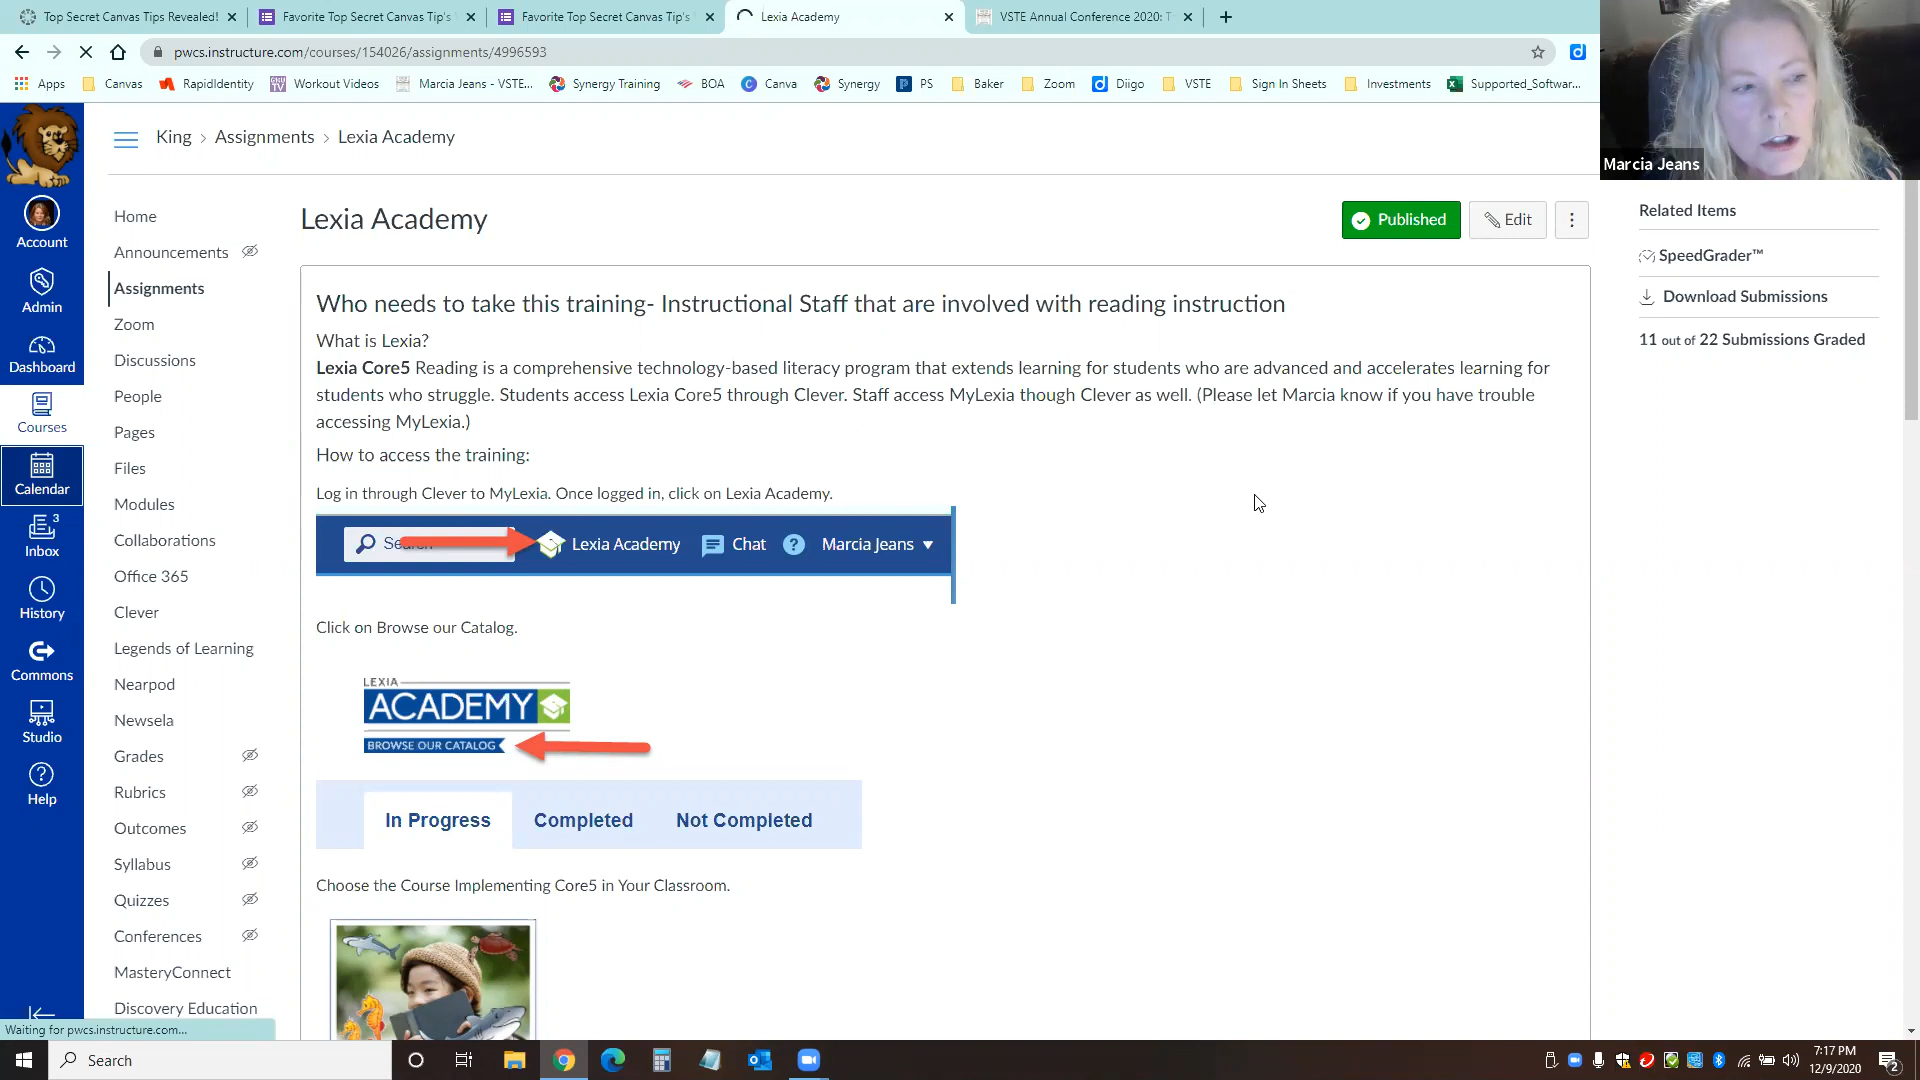 Top Secret Canvas Tips Revealed!
Favorite Top Secret Canvas Tip's
Favorite Top Secret Canvas Tip's
Lexia Academy
VSTE Annual Conference 2020: T
pwcs.instructure.com/courses/154026/assignments/4996593
Apps
Canvas
RapidIdentity
Workout Videos
Marcia Jeans - VSTE...
Synergy Training
BOA
Canva
Synergy
PS
Baker
Zoom
Diigo
VSTE
Sign In Sheets
Investments
Supported_Softwar...
Marcia Jeans
King > Assignments > Lexia Academy
Account
Admin
Dashboard
Courses
Calendar
3
Inbox
History
Commons
Studio
Help
Home
Announcements
Assignments
Zoom
Discussions
People
Pages
Files
Modules
Collaborations
Office 365
Clever
Legends of Learning
Nearpod
Newsela
Grades
Rubrics
Outcomes
Syllabus
Quizzes
Conferences
MasteryConnect
Discovery Education
Lexia Academy
Published
Edit
Who needs to take this training- Instructional Staff that are involved with reading instruction
What is Lexia?
Lexia Core5 Reading is a comprehensive technology-based literacy program that extends learning for students who are advanced and accelerates learning for
students who struggle. Students access Lexia Core5 through Clever. Staff access MyLexia though Clever as well. (Please let Marcia know if you have trouble
accessing MyLexia.)
How to access the training:
Log in through Clever to MyLexia. Once logged in, click on Lexia Academy.
Lexia Academy
Chat
?
Marcia Jeans
Click on Browse our Catalog.
LEXIA
ACADEMY
BROWSE OUR CATALOG
In Progress
Completed
Not Completed
Choose the Course Implementing Core5 in Your Classroom.
Related Items
SpeedGrader™
Download Submissions
11 out of 22 Submissions Graded
Waiting for pwcs.instructure.com...
Search
7:17 PM
12/9/2020
2